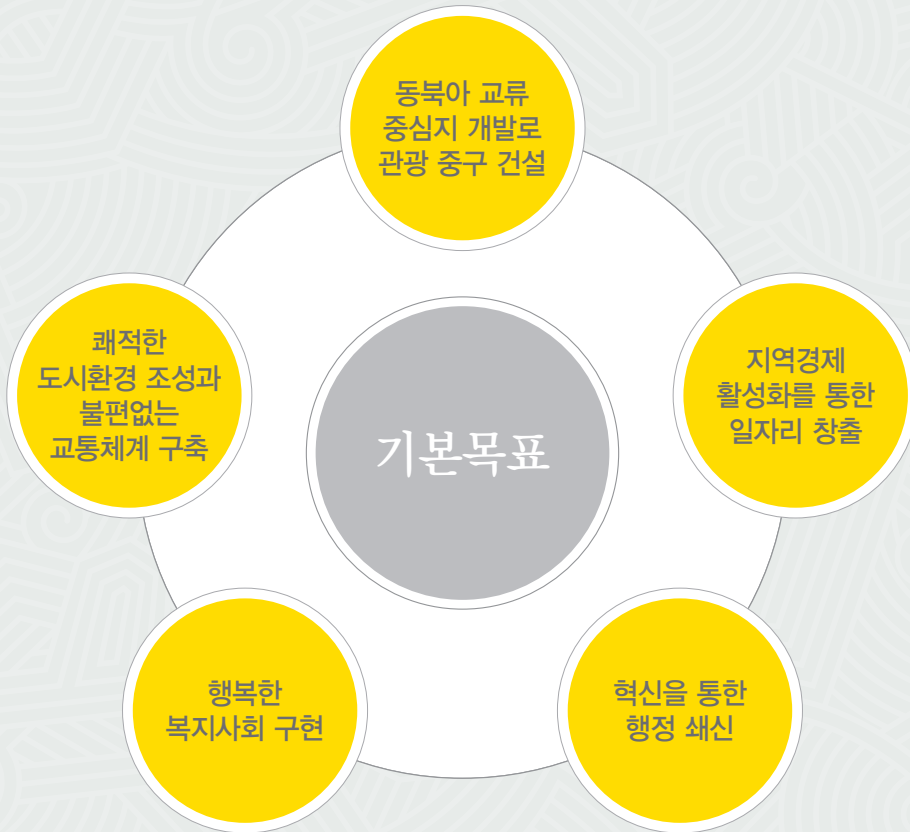 동북아 교류
중심지 개발로
관광 중구 건설
쾌적한
도시환경 조성과
불편없는
교통체계 구축
지역경제
활성화를 통한
일자리 창출
기본목표
행복한
복지사회 구현
혁신을 통한
행정 쇄신